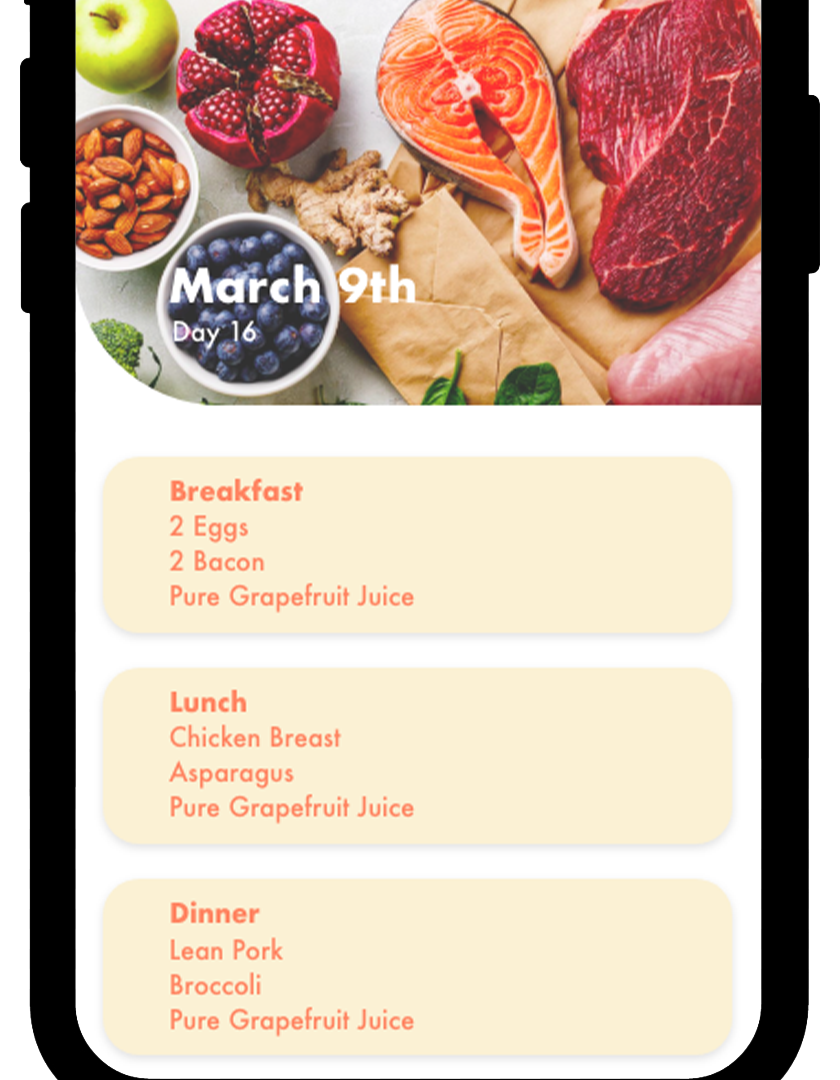 March 9th
Day 16
Breakfast
2 Eggs
2 Bacon
Pure Grapefruit Juice
Lunch
Chicken Breast
Asparagus
Pure Grapefruit Juice
Dinner
Lean Pork
Broccoli
Pure Grapefruit Juice